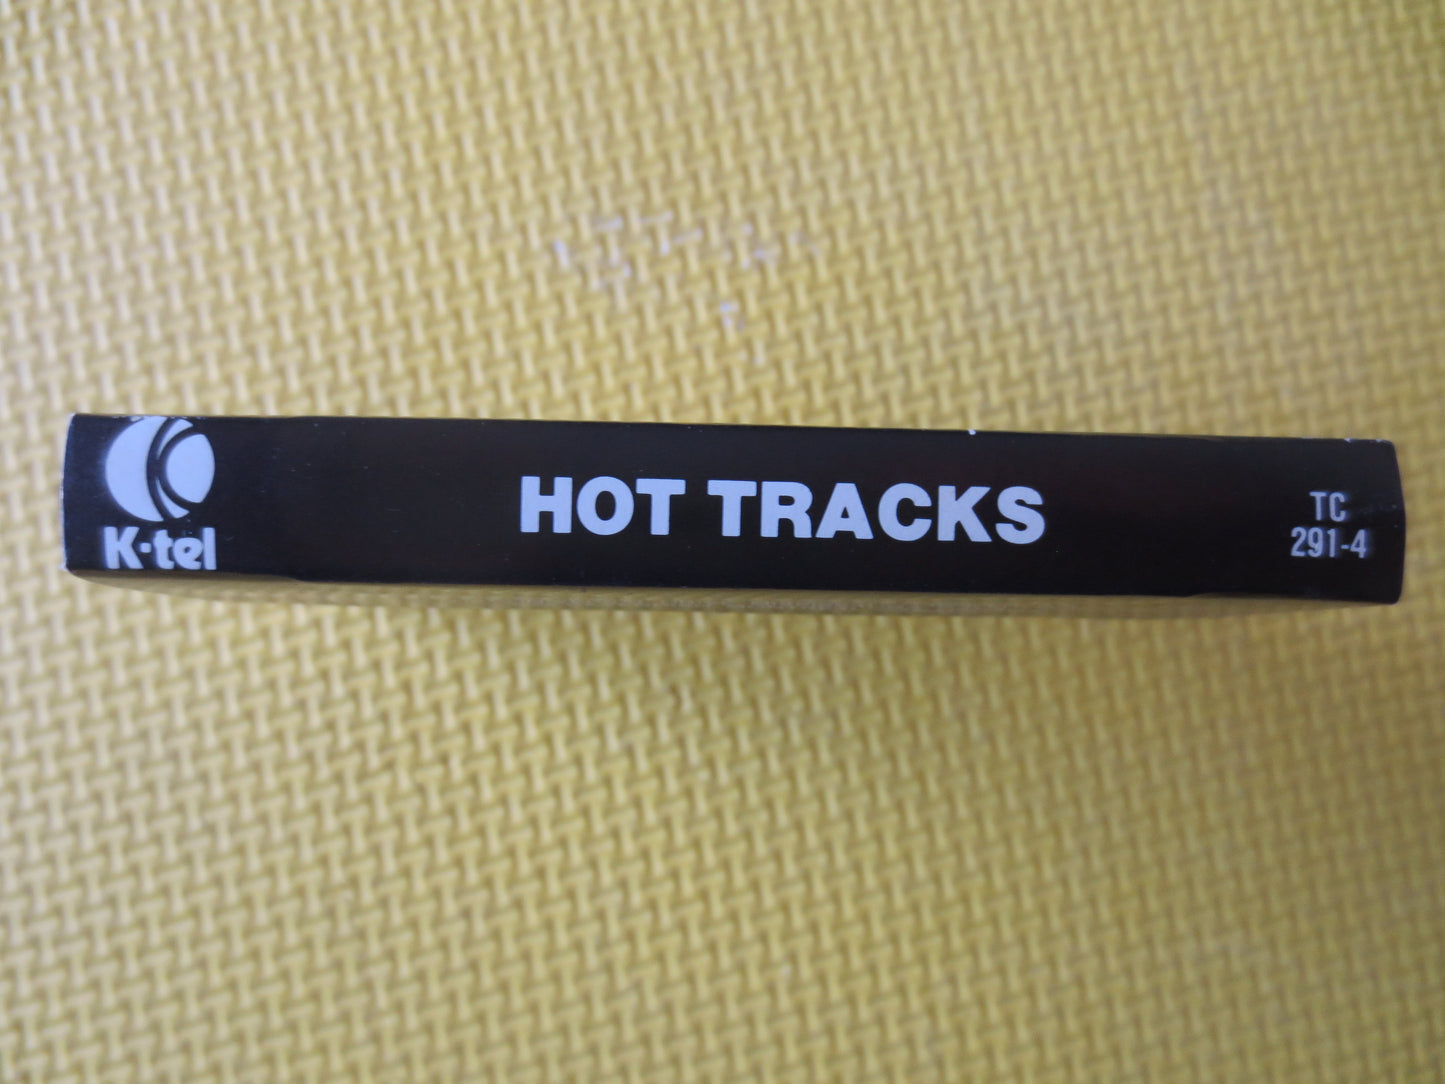 K-tel
HOT TRACKS
TC
291-4